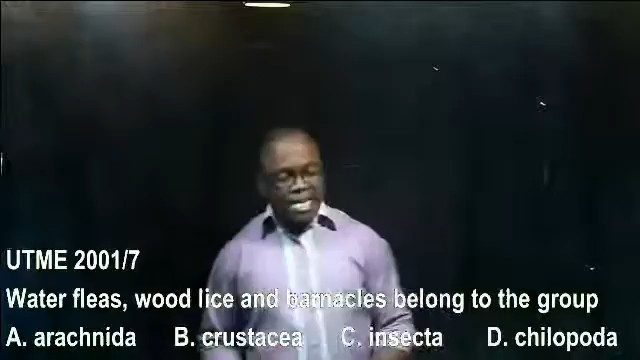 UTME 2001/7
Water fleas, wood lice and barnacles belong to the group
A. arachnida B. crustacea C. insecta D. chilopoda